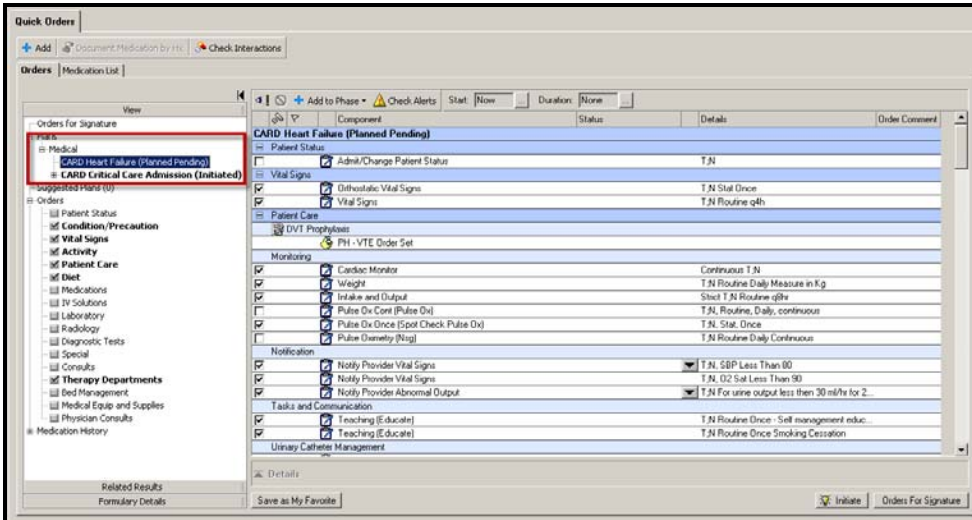 Quick Orders
Add Document Medication by Hx Check Interactions
Orders Medication List
View
Orders for Signature
Plans
Medical
CARD Heart Failure (Planned Pending)
CARD Critical Care Admission (Initiated)
Suggested Plans (0)
Orders
Patient Status
Condition/Precaution
Vital Signs
Activity
Patient Care
Diet
Medications
IV Solutions
Laboratory
Radiology
Diagnostic Tests
Special
Consults
Therapy Departments
Bed Management
Medical Equip and Supplies
Physician Consults
Medication History
Related Results
Formulary Details
Add to Phase Check Alerts Start: Now ... Duration: None ...
Component Status Details Order Comment
CARD Heart Failure (Planned Pending)
Patient Status
Admit/Change Patient Status T;N
Vital Signs
Orthostatic Vital Signs T;N Stat Once
Vital Signs T;N Routine q4h
Patient Care
DVT Prophylaxis
PH - VTE Order Set
Monitoring
Cardiac Monitor Continuous T;N
Weight T;N Routine Daily Measure in Kg
Intake and Output Strict T;N Routine q8hr
Pulse Ox Cont (Pulse Ox) T;N, Routine, Daily, continuous
Pulse Ox Once (Spot Check Pulse Ox) T;N, Stat, Once
Pulse Oximetry (Nsg) T;N Routine Daily Continuous
Notification
Notify Provider Vital Signs T;N, SBP Less Than 80
Notify Provider Vital Signs T;N, O2 Sat Less Than 90
Notify Provider Abnormal Output T;N For urine output less then 30 ml/hr for 2...
Tasks and Communication
Teaching (Educate) T;N Routine Once - Self management educ...
Teaching (Educate) T;N Routine Once Smoking Cessation
Urinary Catheter Management
Details
Save as My Favorite Initiate Orders For Signature